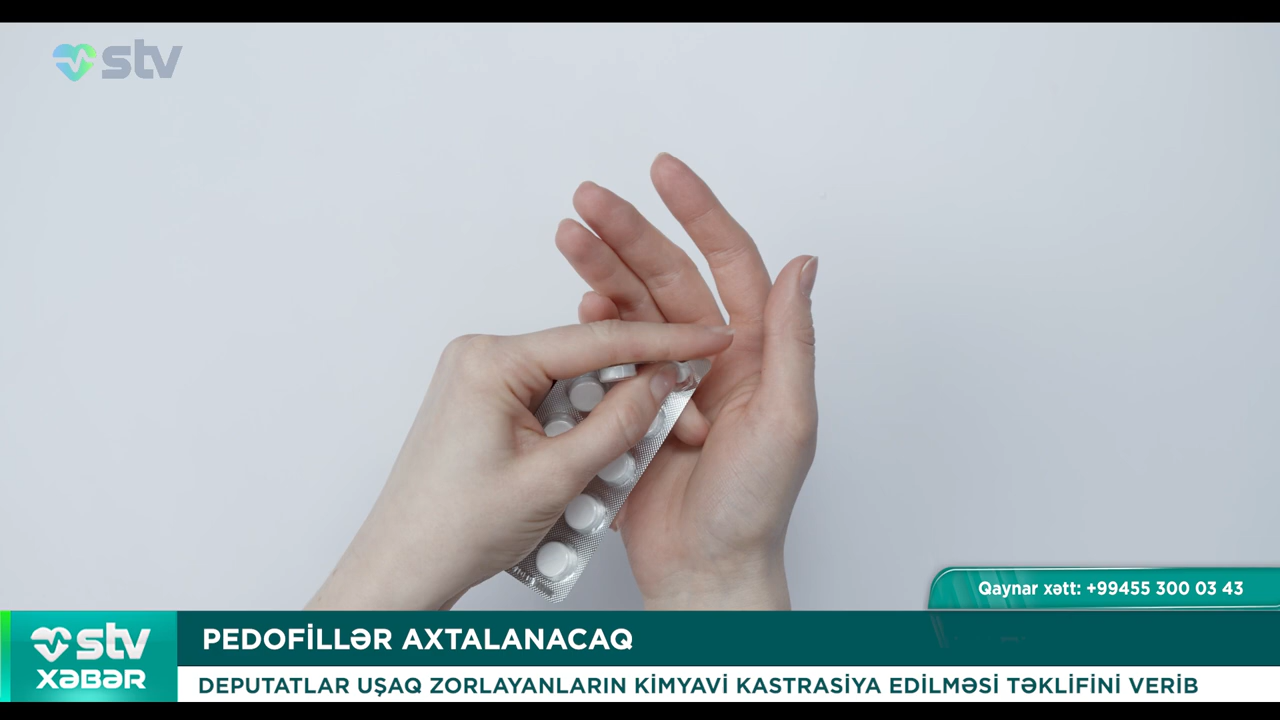 stv
Qaynar xətt: +99455 300 03 43
stv
XƏBƏR
PEDOFİLLƏR AXTALANACAQ
DEPUTATLAR UŞAQ ZORLAYANLARIN KİMYAVİ KASTRASİYA EDİLMƏSİ TƏKLİFİNİ VERİB